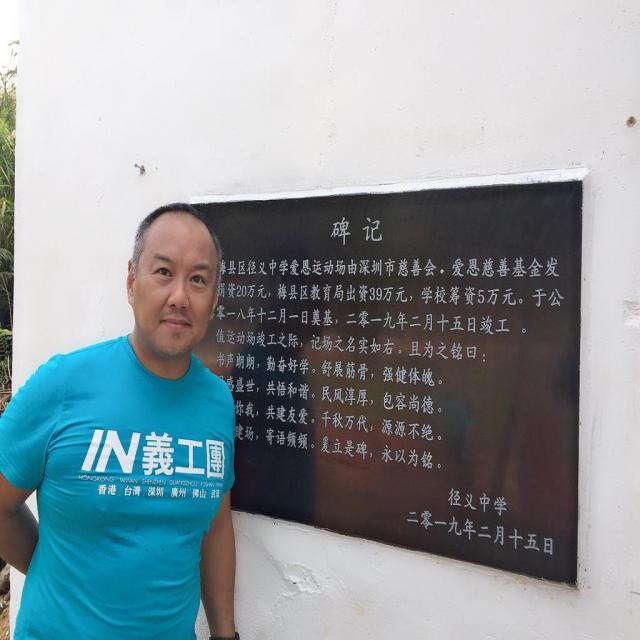 碑记
梅县区径义中学爱恩运动场由深圳市慈善会·爱恩慈善基金发
捐资20万元，梅县区教育局出资39万元，学校筹资5万元。于公
零一八年十二月一日奠基，二零一九年二月十五日竣工。
值运动场竣工之际，记场之名实如右。且为之铭曰：
书声朗朗，勤奋好学。舒展筋骨，强健体魄。
盛世，共悟和谐。民风淳厚，包容尚德。
你我，共建友爱。千秋万代，源源不绝。
建场，寄语频频。爰立是碑，永以为铭。
径义中学
二零一九年二月十五日
IN義工團
HONGKONG TAIWAN SHENZHEN GUANGZHOU FOSHAN
香港 台灣 深圳 廣州 佛山